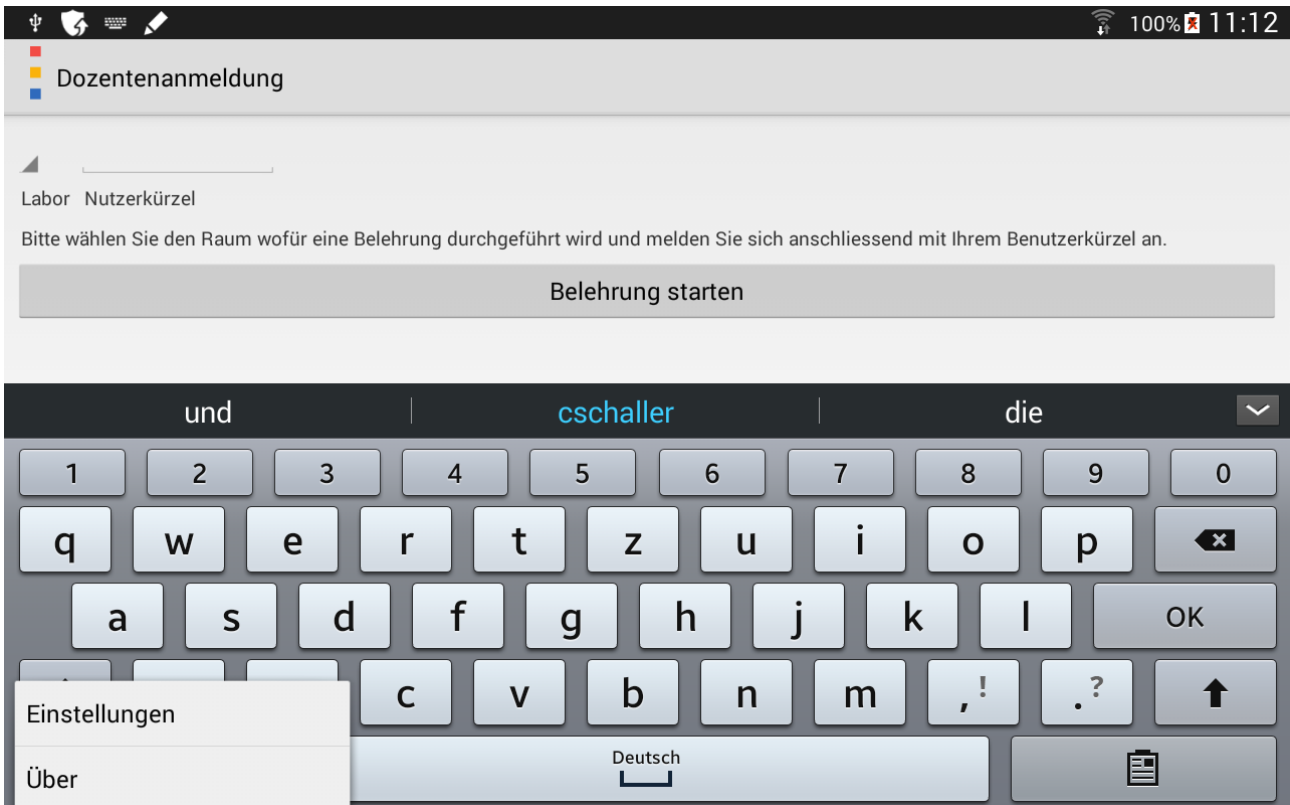 100% 11:12
Dozentenanmeldung
Labor Nutzerkürzel
Bitte wählen Sie den Raum wofür eine Belehrung durchgeführt wird und melden Sie sich anschliessend mit Ihrem Benutzerkürzel an.
Belehrung starten
und cschaller die
1 2 3 4 5 6 7 8 9 0
q w e r t z u i o p
a s d f g h j k l OK
c v b n m , ! . ?
Einstellungen
Deutsch
Über